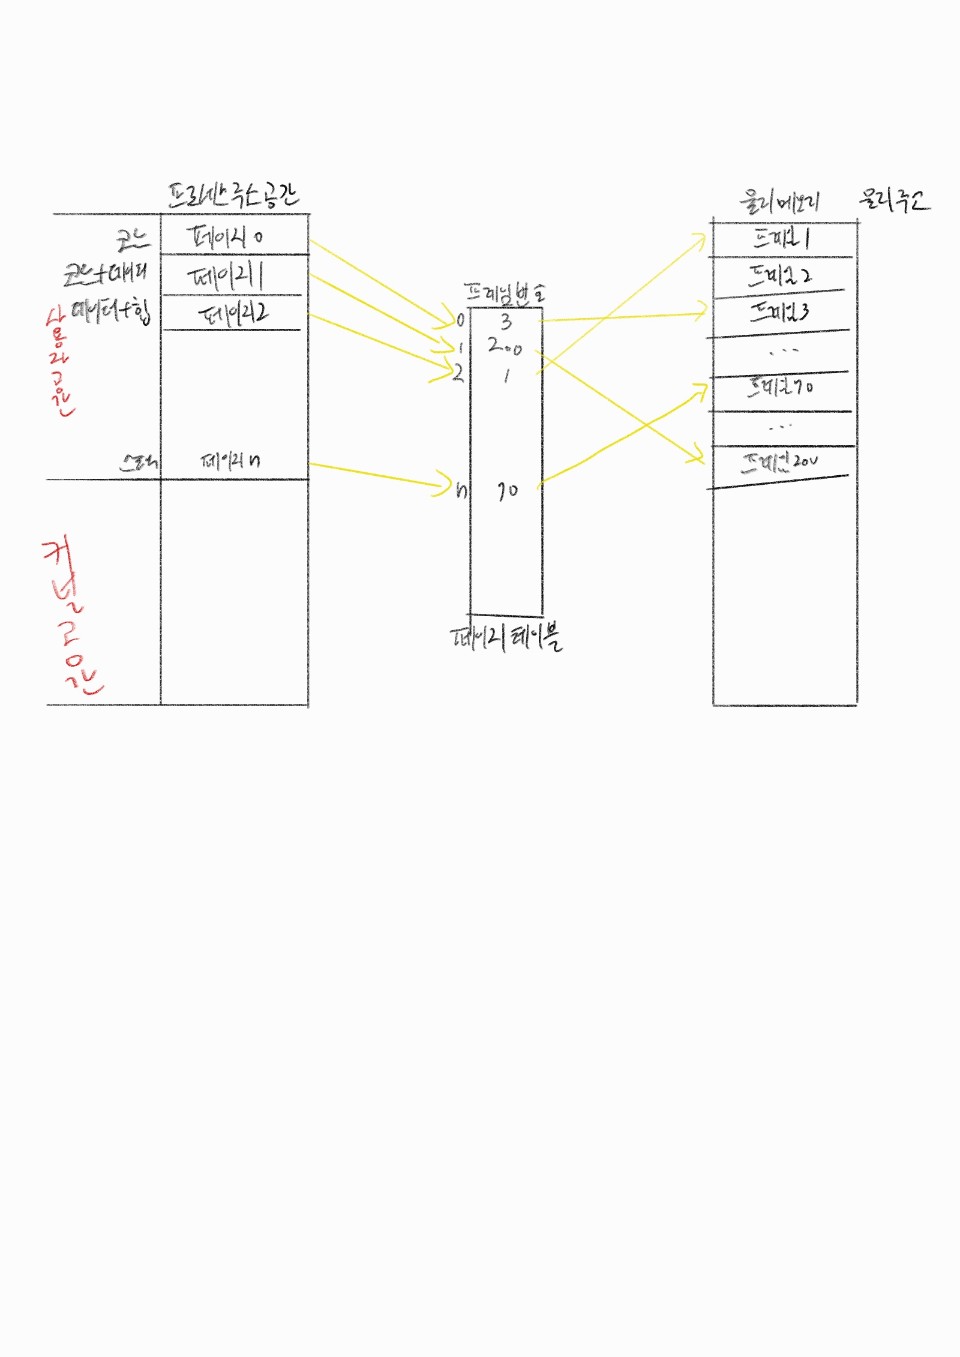 프로세스 주소 공간
코드
페이지 0
코드+데이터
페이지 1
데이터+힙
페이지 2
사용자 공간
스택
페이지 n
커널 공간
프레임 번호
0 3
1 200
2 1
n 70
페이지 테이블
물리 메모리
물리 주소
프레임 1
프레임 2
프레임 3
...
프레임 70
...
프레임 200